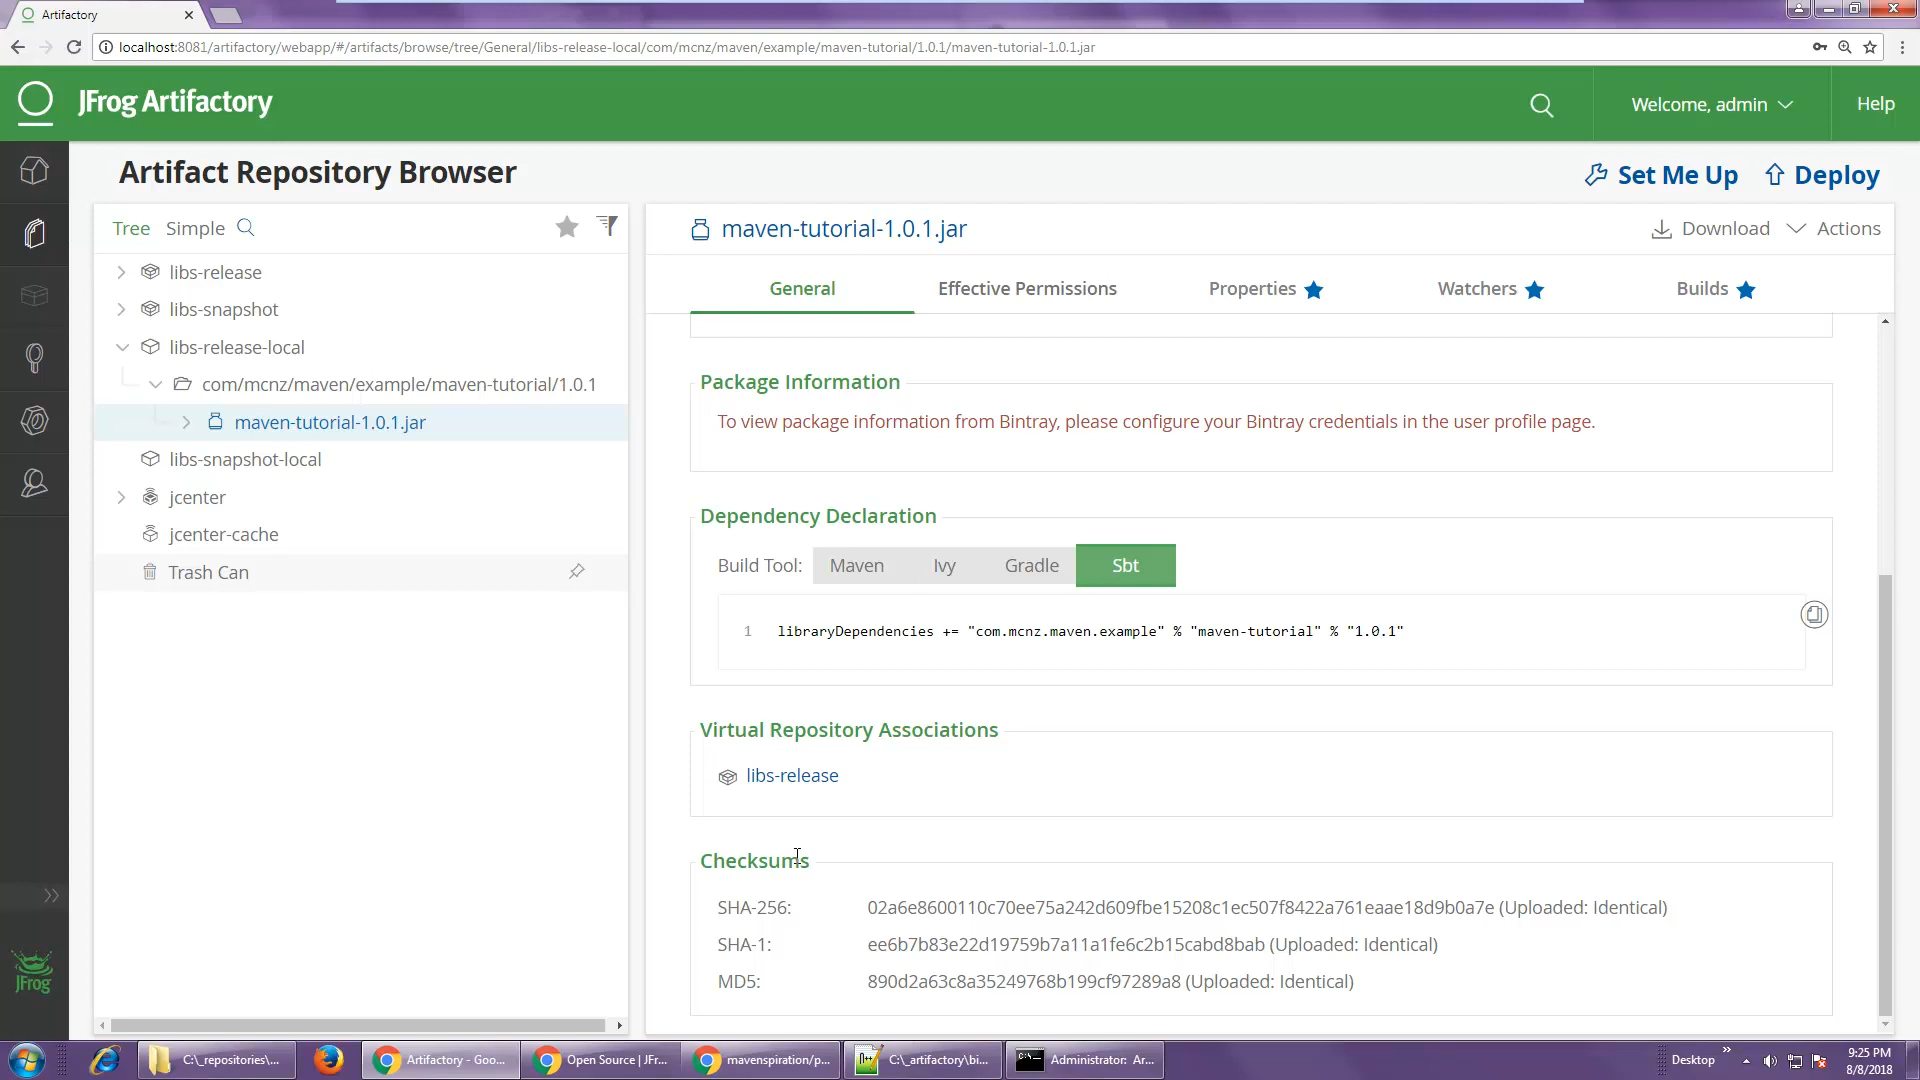 Artifactory
localhost:8081/artifactory/webapp/#/artifacts/browse/tree/General/libs-release-local/com/mcnz/maven/example/maven-tutorial/1.0.1/maven-tutorial-1.0.1.jar
JFrog Artifactory
Welcome, admin
Help
Artifact Repository Browser
Set Me Up
Deploy
Tree Simple
libs-release
libs-snapshot
libs-release-local
com/mcnz/maven/example/maven-tutorial/1.0.1
maven-tutorial-1.0.1.jar
libs-snapshot-local
jcenter
jcenter-cache
Trash Can
maven-tutorial-1.0.1.jar
Download
Actions
General
Effective Permissions
Properties
Watchers
Builds
Package Information
To view package information from Bintray, please configure your Bintray credentials in the user profile page.
Dependency Declaration
Build Tool: Maven Ivy Gradle Sbt
1 libraryDependencies += "com.mcnz.maven.example" % "maven-tutorial" % "1.0.1"
Virtual Repository Associations
libs-release
Checksums
SHA-256: 02a6e8600110c70ee75a242d609fbe15208c1ec507f8422a761eaae18d9b0a7e (Uploaded: Identical)
SHA-1: ee6b7b83e22d19759b7a11a1fe6c2b15cabd8bab (Uploaded: Identical)
MD5: 890d2a63c8a35249768b199cf97289a8 (Uploaded: Identical)
JFrog
C:\_repositories\...
Artifactory - Goo...
Open Source | JFr...
mavenspiration/p...
C:\_artifactory\bi...
Administrator: Ar...
Desktop
9:25 PM
8/8/2018